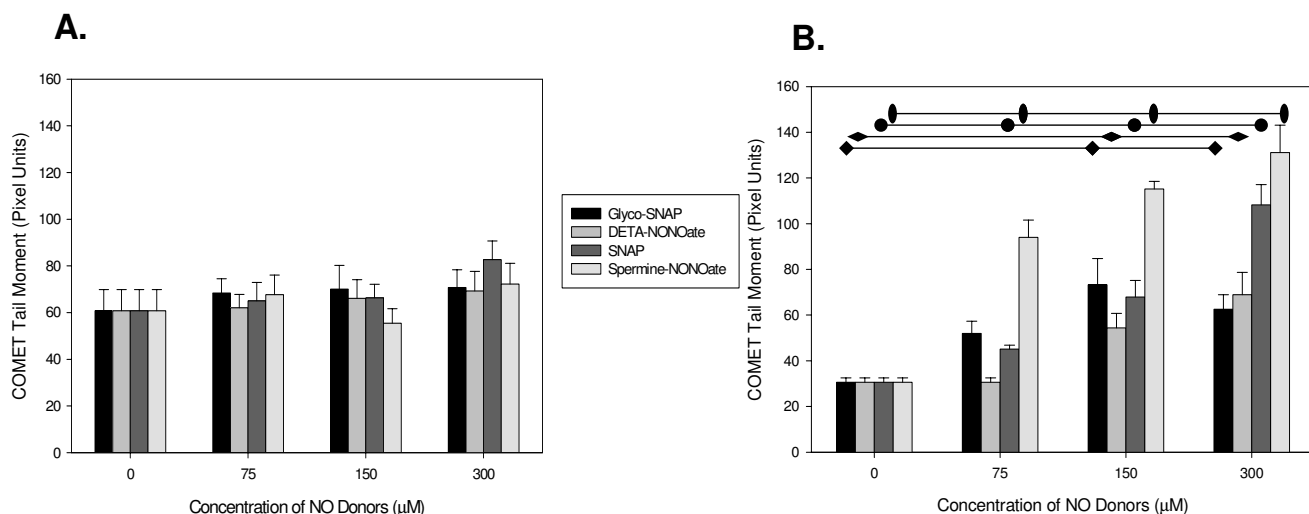 A.
COMET Tail Moment (Pixel Units)
160
140
120
100
80
60
40
20
0
0
75
150
300
Concentration of NO Donors (μM)
Glyco-SNAP
DETA-NONOate
SNAP
Spermine-NONOate
B.
COMET Tail Moment (Pixel Units)
160
140
120
100
80
60
40
20
0
0
75
150
300
Concentration of NO Donors (μM)